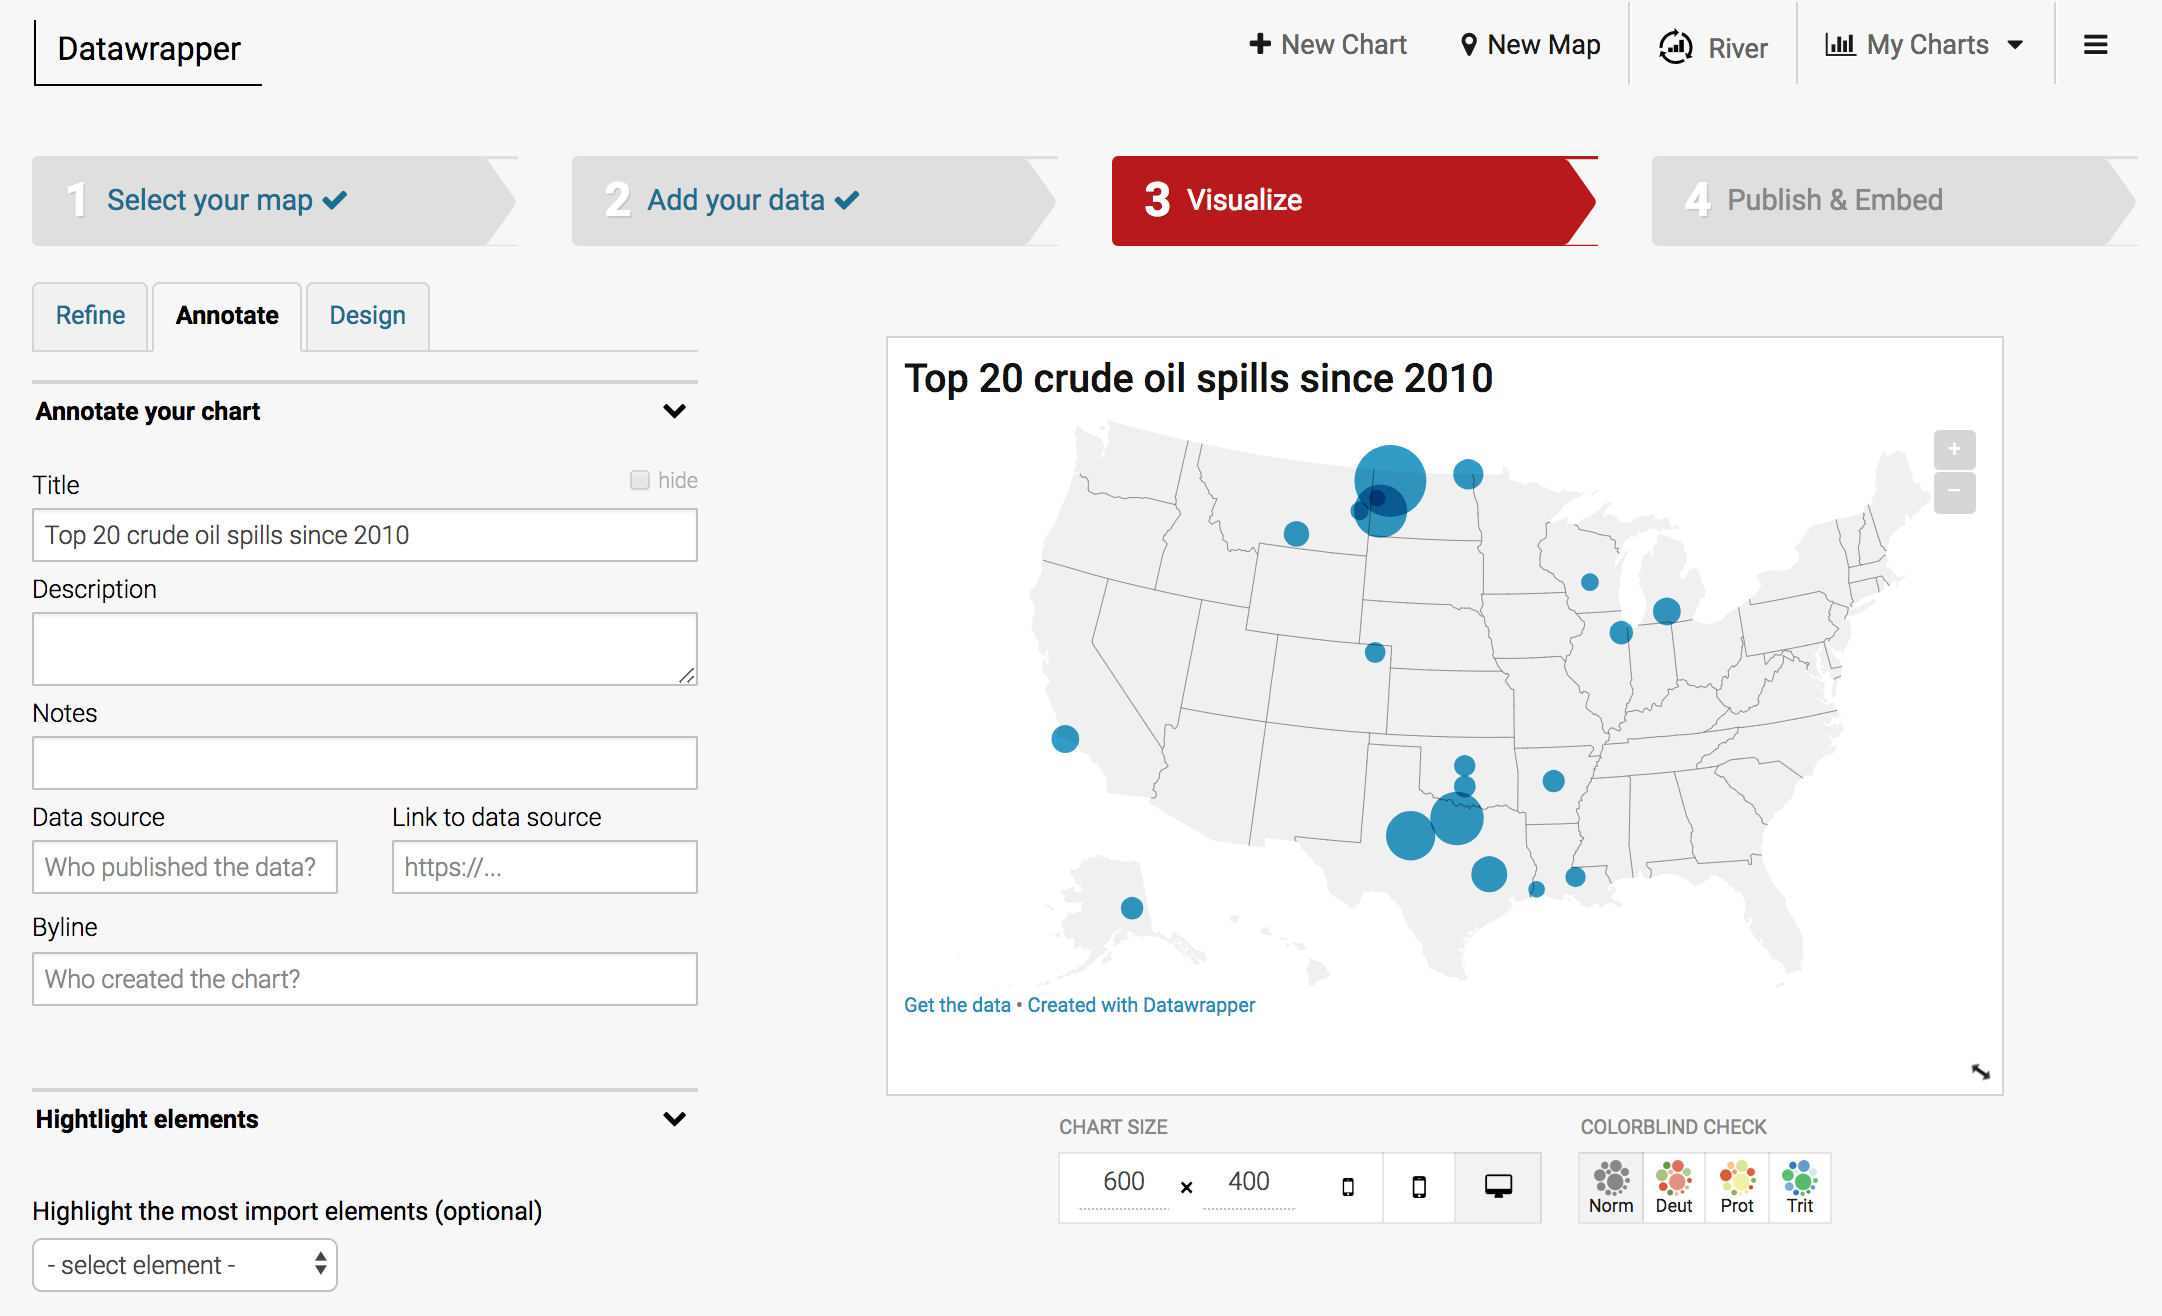 Datawrapper
New Chart
New Map
River
My Charts
1 Select your map
2 Add your data
3 Visualize
4 Publish & Embed
Refine
Annotate
Design
Annotate your chart
Title
hide
Top 20 crude oil spills since 2010
Description
Notes
Data source
Link to data source
Who published the data?
https://...
Byline
Who created the chart?
Hightlight elements
Highlight the most import elements (optional)
- select element -
Top 20 crude oil spills since 2010
+
−
Get the data • Created with Datawrapper
CHART SIZE
600 × 400
COLORBLIND CHECK
Norm Deut Prot Trit